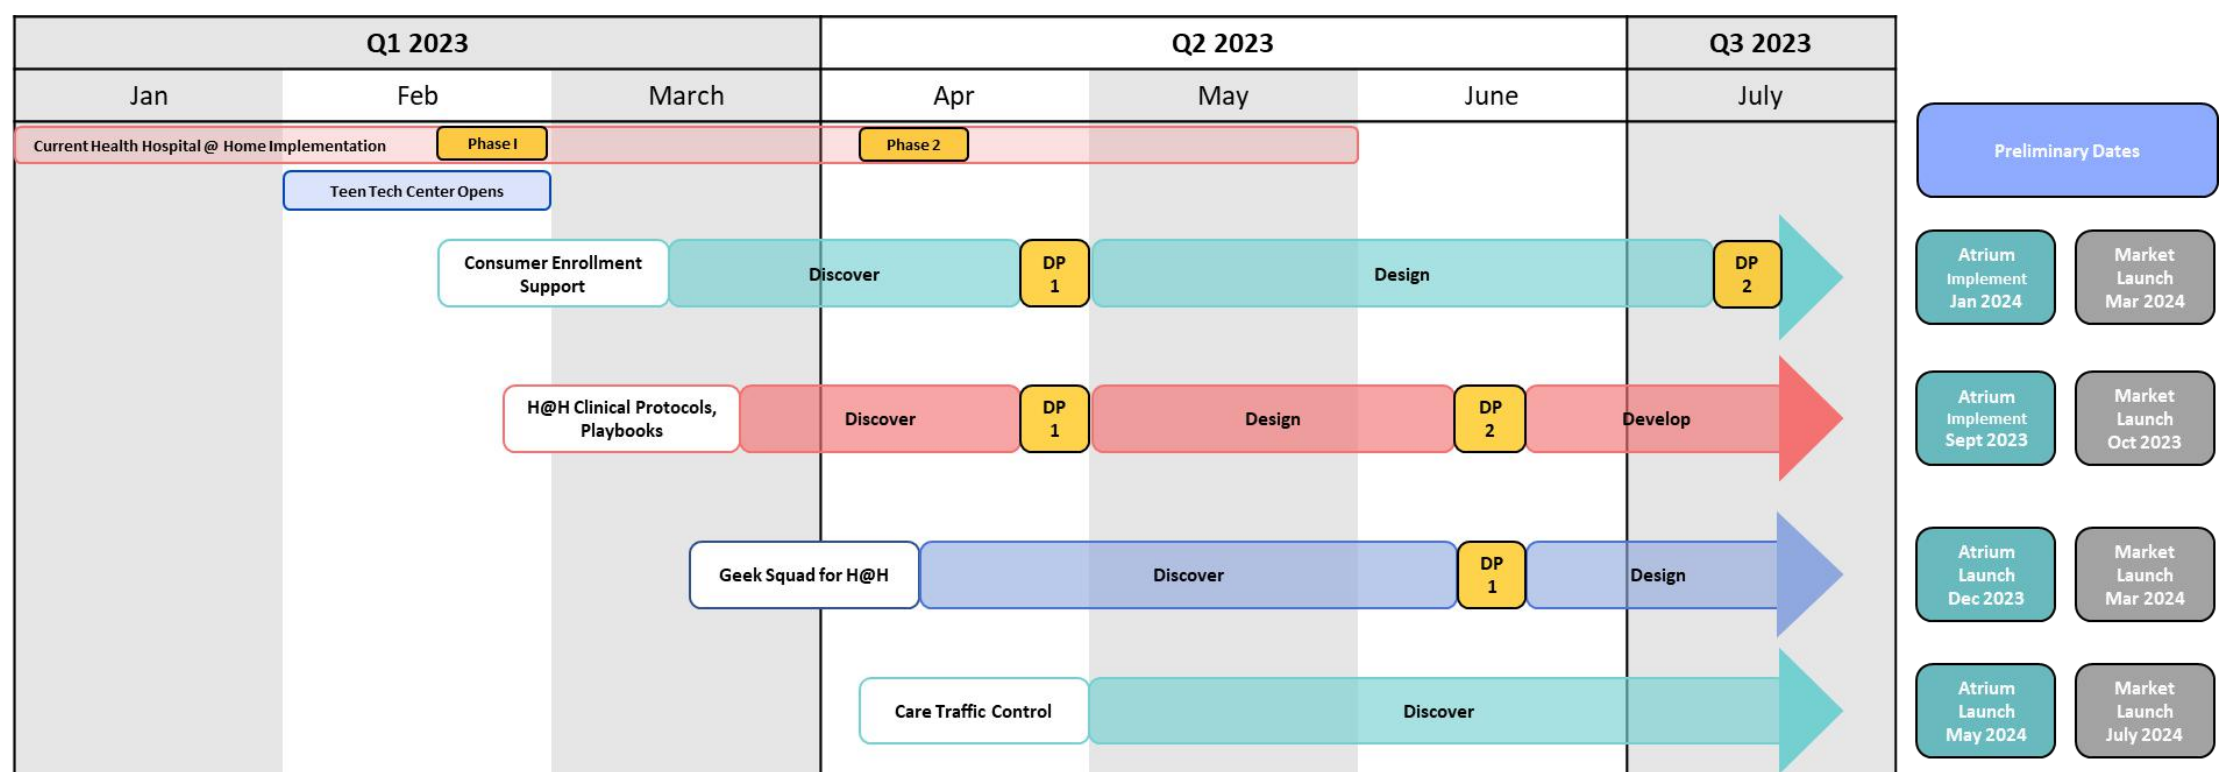 Q1 2023
Q2 2023
Q3 2023
Jan
Feb
March
Apr
May
June
July
Current Health Hospital @ Home Implementation
Phase I
Phase 2
Preliminary Dates
Teen Tech Center Opens
Consumer Enrollment
Support
Discover
DP
1
Design
DP
2
Atrium
Implement
Jan 2024
Market
Launch
Mar 2024
H@H Clinical Protocols,
Playbooks
Discover
DP
1
Design
DP
2
Develop
Atrium
Implement
Sept 2023
Market
Launch
Oct 2023
Geek Squad for H@H
Discover
DP
1
Design
Atrium
Launch
Dec 2023
Market
Launch
Mar 2024
Care Traffic Control
Discover
Atrium
Launch
May 2024
Market
Launch
July 2024